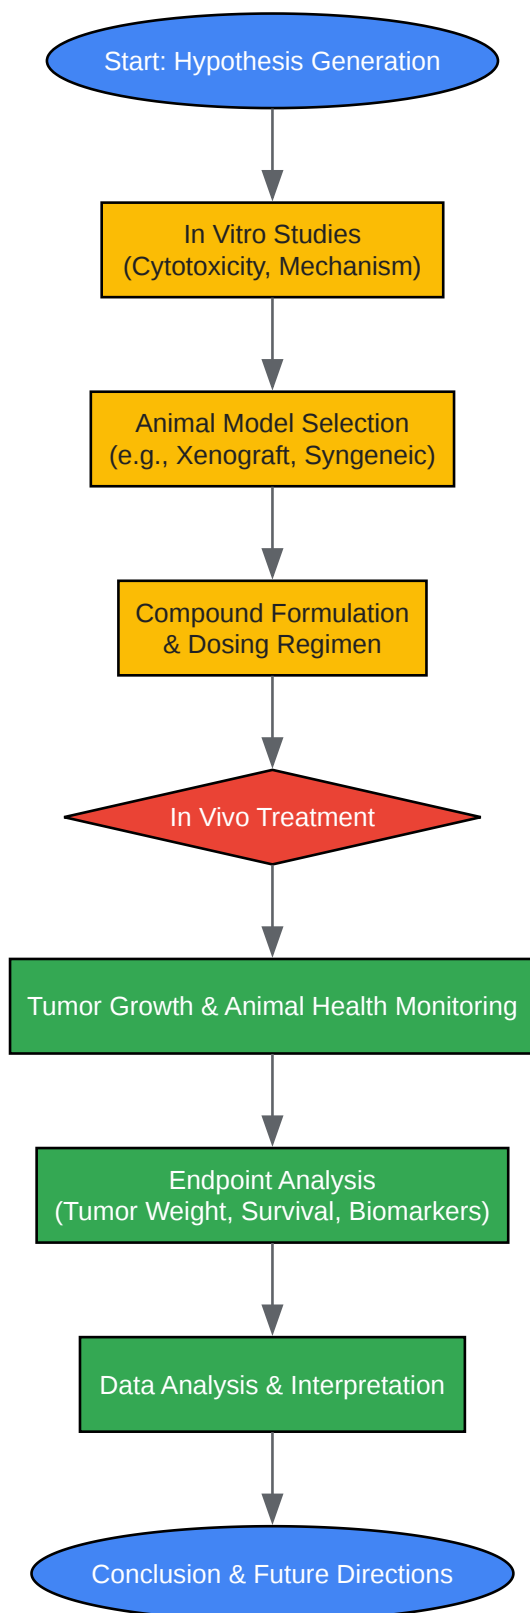 Start: Hypothesis Generation
In Vitro Studies
(Cytotoxicity, Mechanism)
Animal Model Selection
(e.g., Xenograft, Syngeneic)
Compound Formulation
& Dosing Regimen
In Vivo Treatment
Tumor Growth & Animal Health Monitoring
Endpoint Analysis
(Tumor Weight, Survival, Biomarkers)
Data Analysis & Interpretation
Conclusion & Future Directions